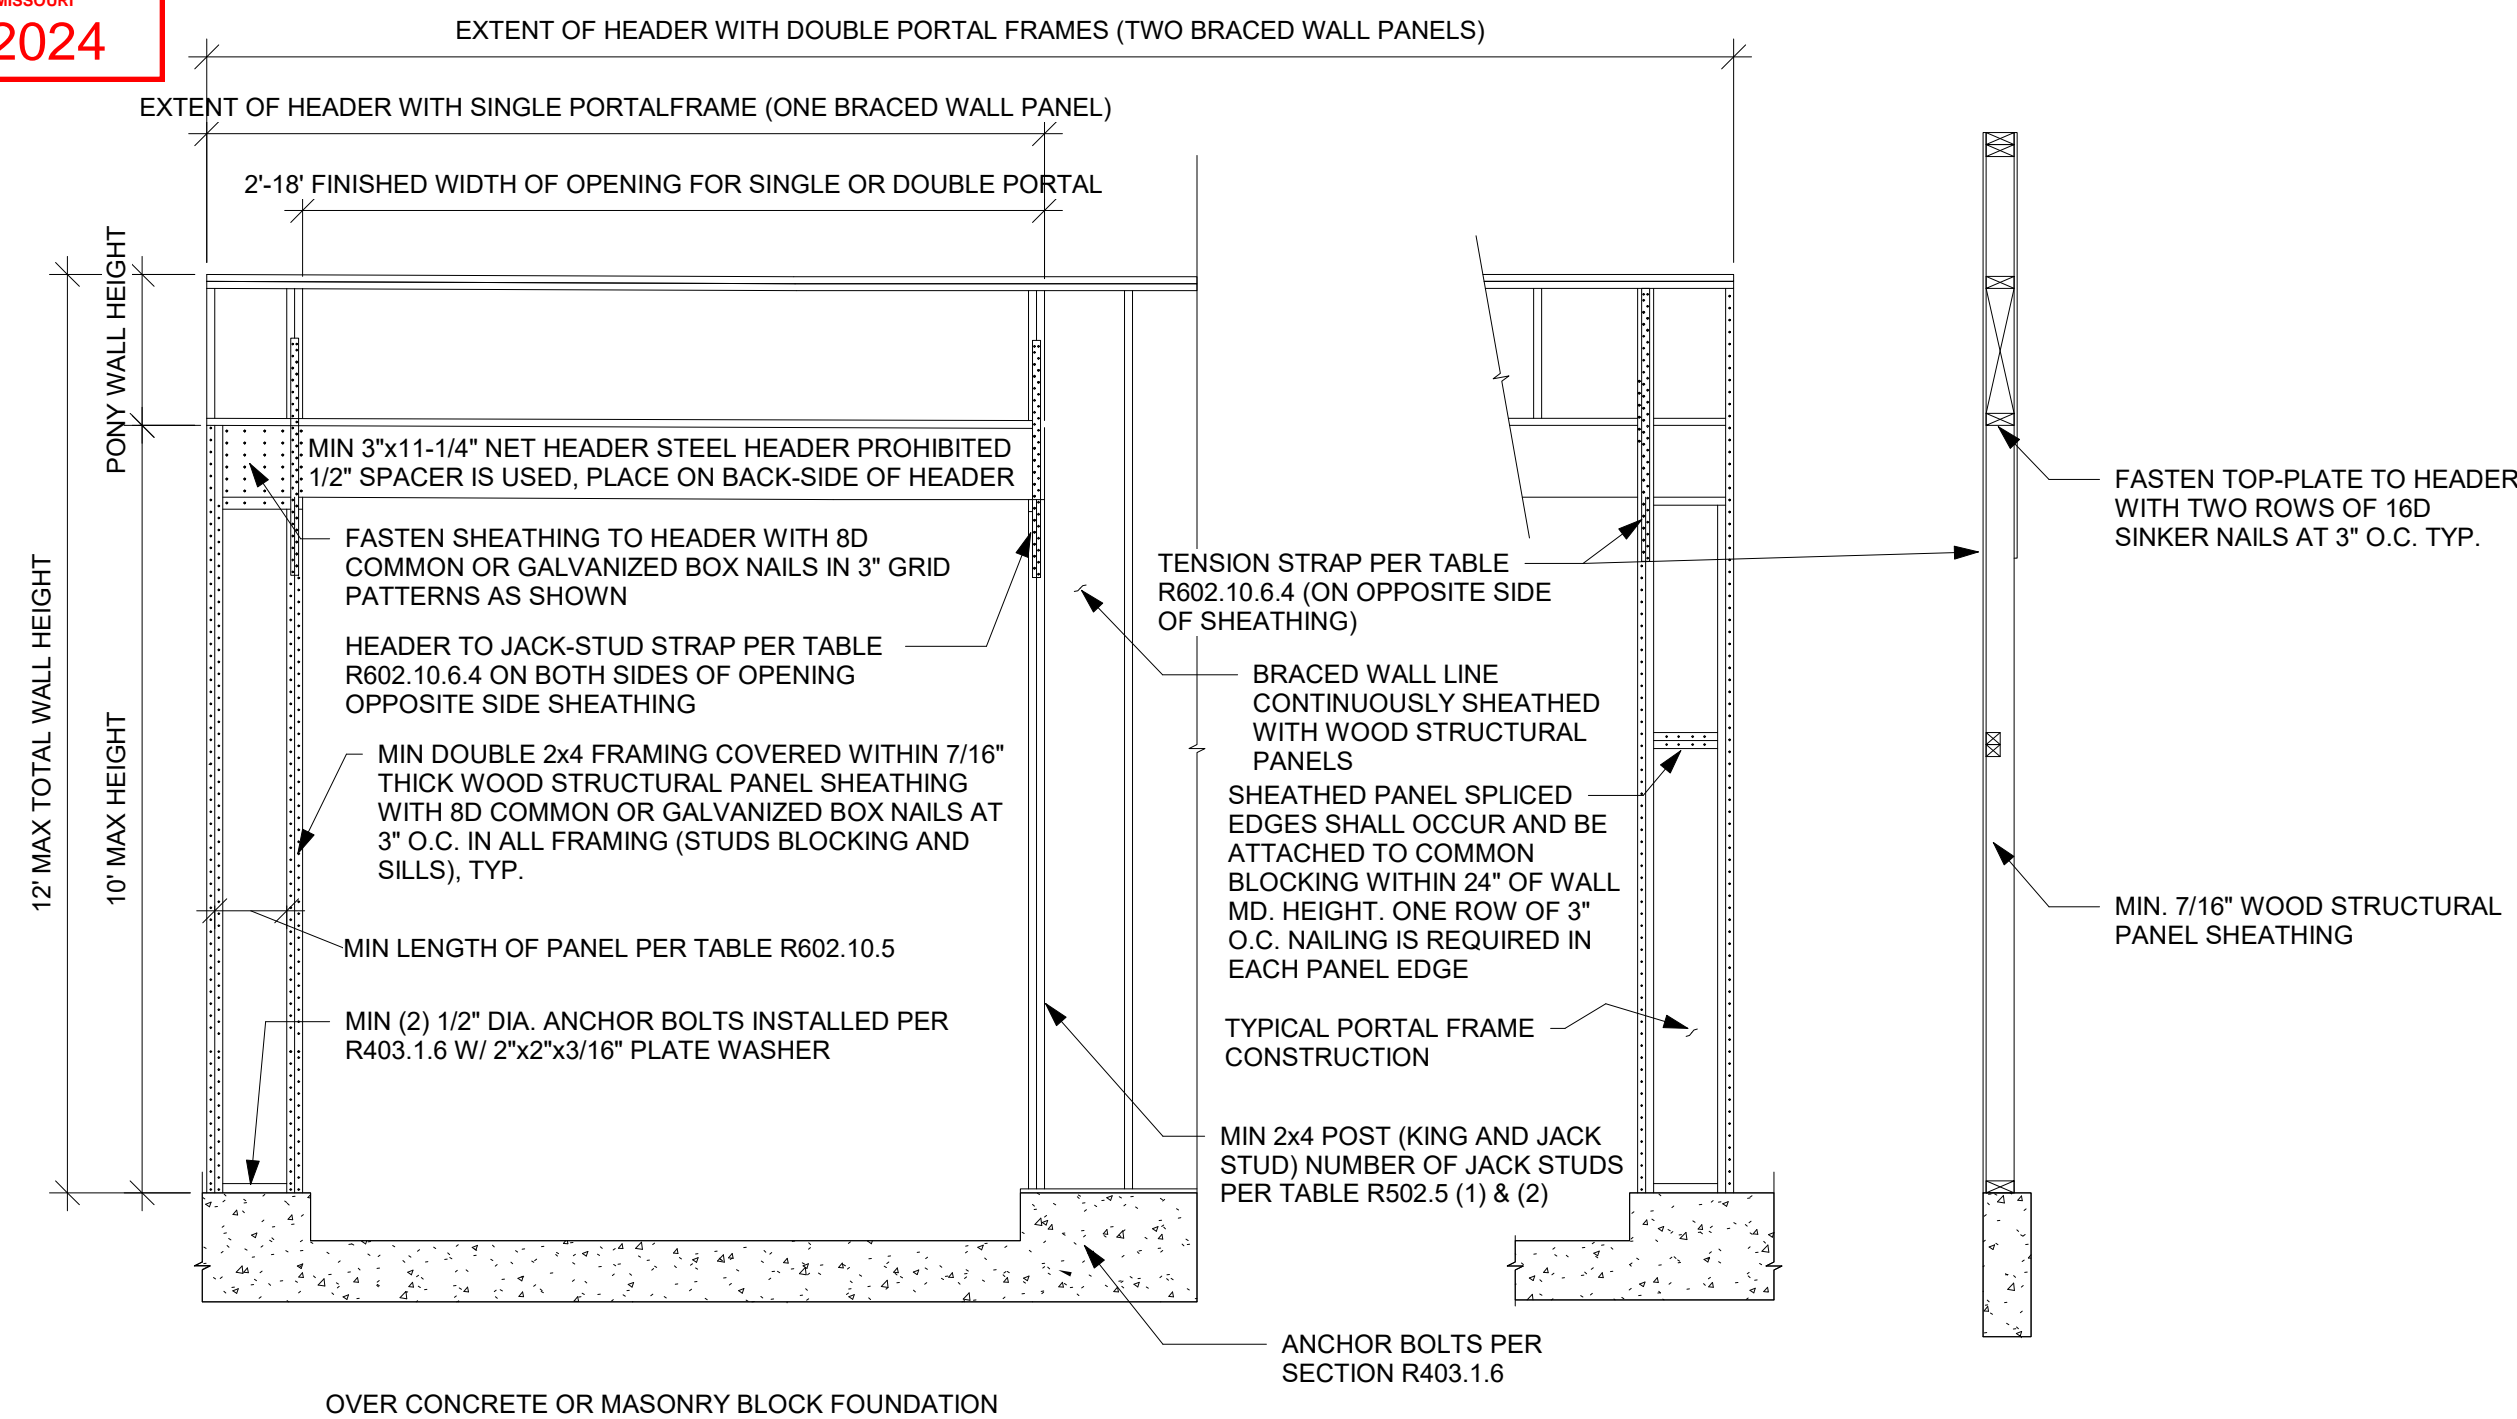 MISSOURI
2024
EXTENT OF HEADER WITH DOUBLE PORTAL FRAMES (TWO BRACED WALL PANELS)
EXTENT OF HEADER WITH SINGLE PORTALFRAME (ONE BRACED WALL PANEL)
2'-18' FINISHED WIDTH OF OPENING FOR SINGLE OR DOUBLE PORTAL
PONY WALL HEIGHT
12' MAX TOTAL WALL HEIGHT
10' MAX HEIGHT
MIN 3"x11-1/4" NET HEADER STEEL HEADER PROHIBITED
1/2" SPACER IS USED, PLACE ON BACK-SIDE OF HEADER
FASTEN SHEATHING TO HEADER WITH 8D
COMMON OR GALVANIZED BOX NAILS IN 3" GRID
PATTERNS AS SHOWN
HEADER TO JACK-STUD STRAP PER TABLE
R602.10.6.4 ON BOTH SIDES OF OPENING
OPPOSITE SIDE SHEATHING
MIN DOUBLE 2x4 FRAMING COVERED WITHIN 7/16"
THICK WOOD STRUCTURAL PANEL SHEATHING
WITH 8D COMMON OR GALVANIZED BOX NAILS AT
3" O.C. IN ALL FRAMING (STUDS BLOCKING AND
SILLS), TYP.
MIN LENGTH OF PANEL PER TABLE R602.10.5
MIN (2) 1/2" DIA. ANCHOR BOLTS INSTALLED PER
R403.1.6 W/ 2"x2"x3/16" PLATE WASHER
TENSION STRAP PER TABLE
R602.10.6.4 (ON OPPOSITE SIDE
OF SHEATHING)
BRACED WALL LINE
CONTINUOUSLY SHEATHED
WITH WOOD STRUCTURAL
PANELS
SHEATHED PANEL SPLICED
EDGES SHALL OCCUR AND BE
ATTACHED TO COMMON
BLOCKING WITHIN 24" OF WALL
MD. HEIGHT. ONE ROW OF 3"
O.C. NAILING IS REQUIRED IN
EACH PANEL EDGE
TYPICAL PORTAL FRAME
CONSTRUCTION
MIN 2x4 POST (KING AND JACK
STUD) NUMBER OF JACK STUDS
PER TABLE R502.5 (1) & (2)
ANCHOR BOLTS PER
SECTION R403.1.6
FASTEN TOP-PLATE TO HEADER
WITH TWO ROWS OF 16D
SINKER NAILS AT 3" O.C. TYP.
MIN. 7/16" WOOD STRUCTURAL
PANEL SHEATHING
OVER CONCRETE OR MASONRY BLOCK FOUNDATION